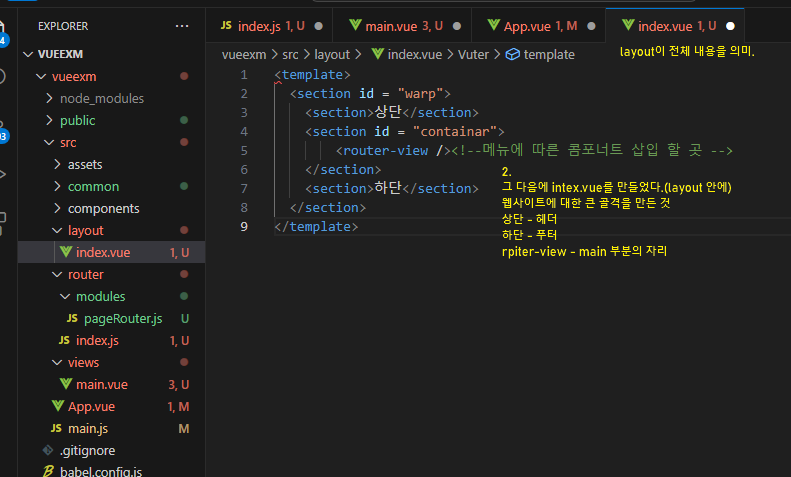 EXPLORER
VUEEXM
vueexm
node_modules
public
src
assets
common
components
layout
index.vue 1, U
router
modules
pageRouter.js U
index.js 1, U
views
main.vue 3, U
App.vue 1, M
main.js M
.gitignore
babel.config.js
JS index.js 1, U
main.vue 3, U
App.vue 1, M
index.vue 1, U
layout이 전체 내용을 의미.
vueexm > src > layout > index.vue > Vuter > template
1 <template>
2 <section id = "warp">
3 <section>상단</section>
4 <section id = "containar">
5 <router-view /><!--메뉴에 따른 콤포너트 삽입 할 곳 -->
6 </section>
7 <section>하단</section>
8 </section>
9 </template>
2.
그 다음에 intex.vue를 만들었다.(layout 안에)
웹사이트에 대한 큰 골격을 만든 것
상단 - 헤더
하단 - 푸터
rpiter-view - main 부분의 자리